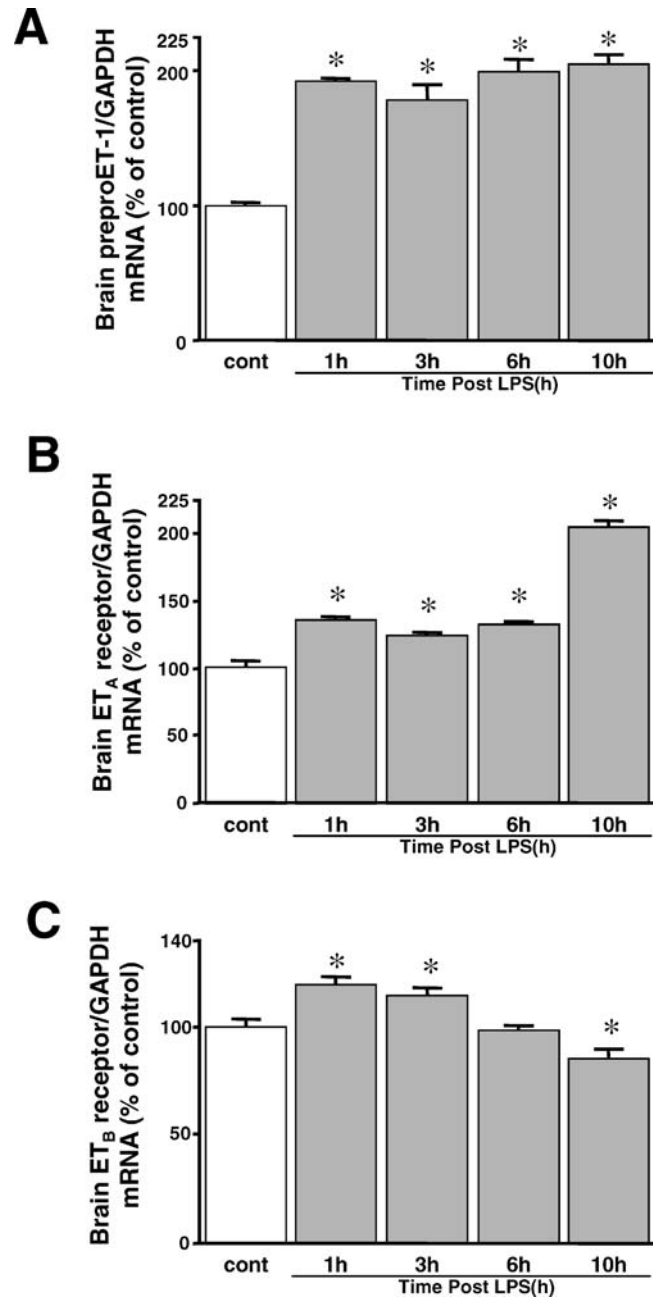 A
Brain preproET-1/GAPDH
mRNA (% of control)
225
200
100
0
*
*
*
*
cont
1h
3h
6h
10h
Time Post LPS(h)
B
Brain ETA receptor/GAPDH
mRNA (% of control)
225
200
150
100
50
0
*
*
*
*
cont
1h
3h
6h
10h
Time Post LPS(h)
C
Brain ETB receptor/GAPDH
mRNA (% of control)
140
100
50
0
*
*
*
cont
1h
3h
6h
10h
Time Post LPS(h)